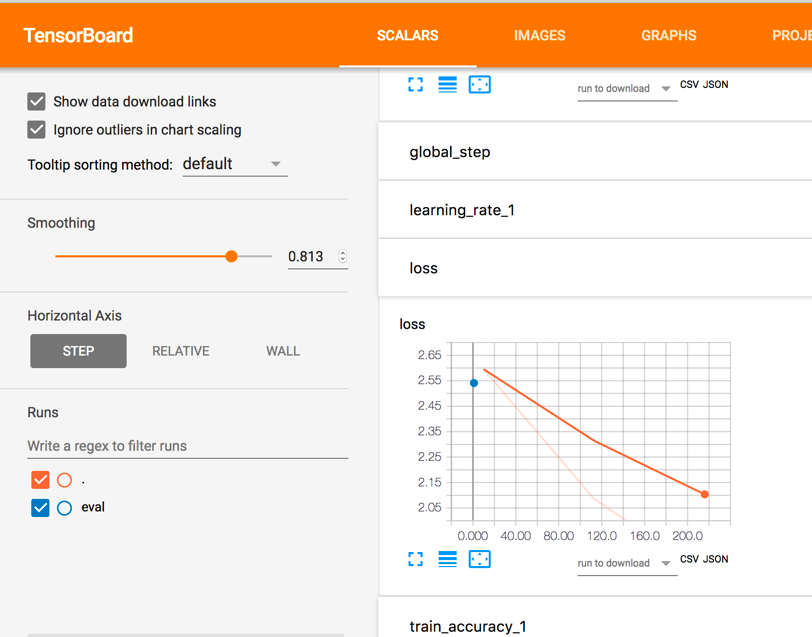 TensorBoard
SCALARS
IMAGES
GRAPHS
PROJE
Show data download links
Ignore outliers in chart scaling
Tooltip sorting method: default
Smoothing
0.813
Horizontal Axis
STEP
RELATIVE
WALL
Runs
Write a regex to filter runs
.
eval
run to download
CSV JSON
global_step
learning_rate_1
loss
loss
2.65
2.55
2.45
2.35
2.25
2.15
2.05
0.000 40.00 80.00 120.0 160.0 200.0
run to download
CSV JSON
train_accuracy_1